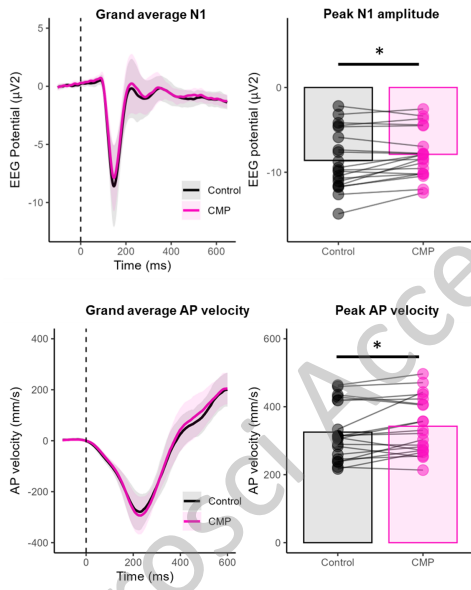 Grand average N1
Peak N1 amplitude
5
0
-5
-10
EEG Potential (µV2)
0
200
400
600
Time (ms)
Control
CMP
*
0
-10
EEG potential (µV2)
Control
CMP
Grand average AP velocity
Peak AP velocity
400
200
0
-200
-400
AP velocity (mm/s)
0
200
400
600
Time (ms)
Control
CMP
*
600
400
200
0
AP velocity (mm/s)
Control
CMP
rosci Acce